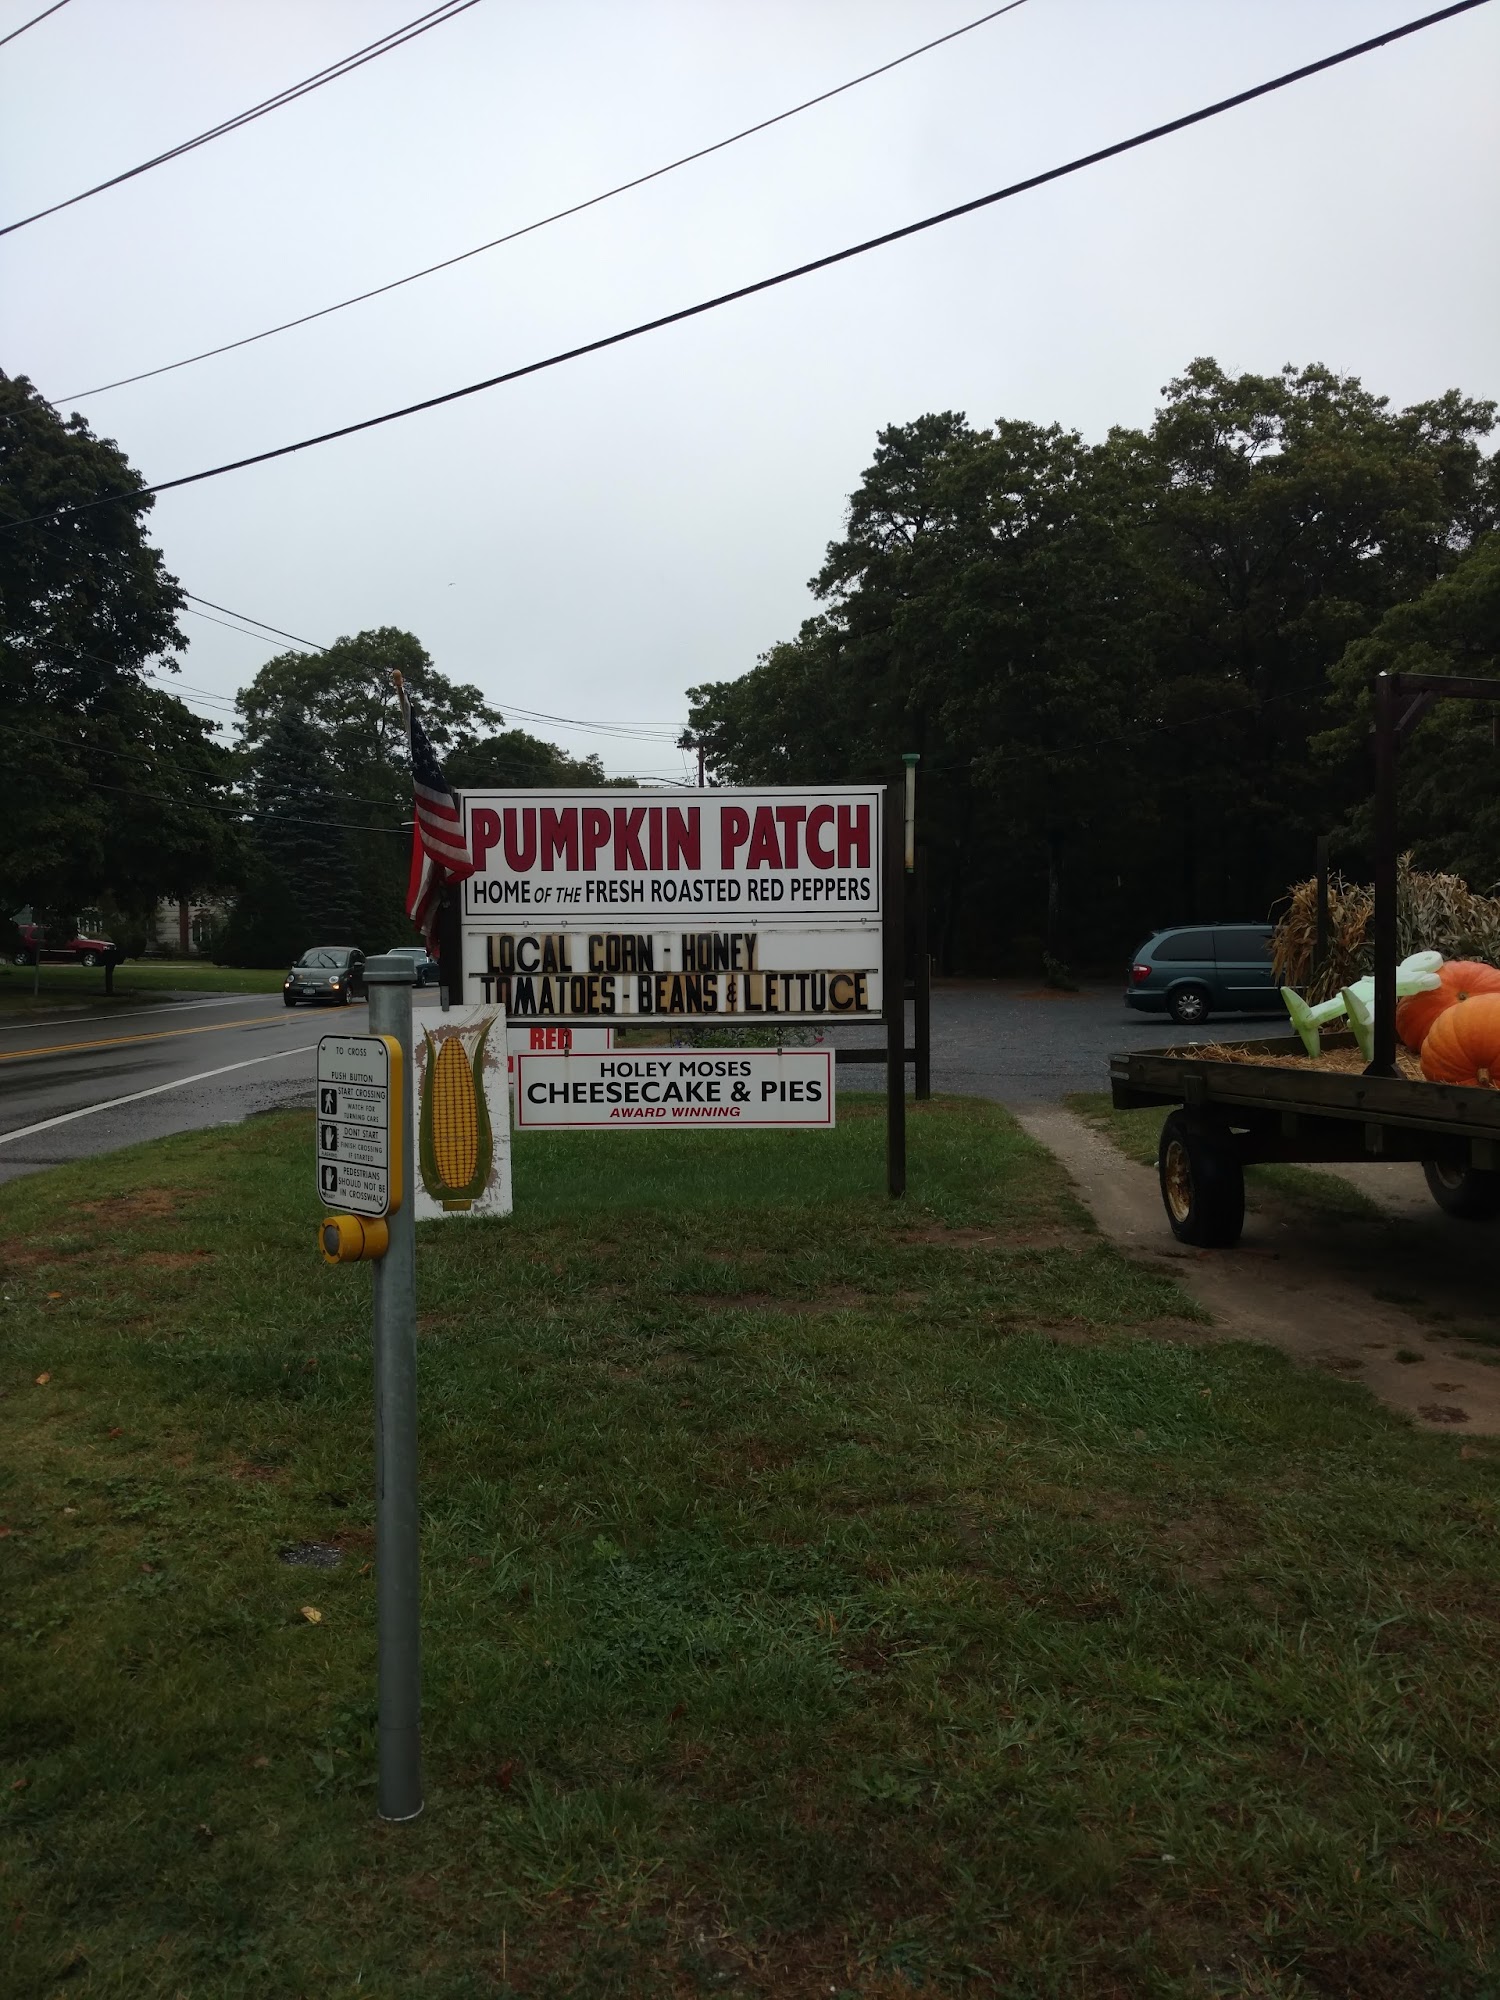 PUMPKIN PATCH
HOME OF THE FRESH ROASTED RED PEPPERS
LOCAL CORN - HONEY
TOMATOES - BEANS & LETTUCE
RED
HOLEY MOSES
CHEESECAKE & PIES
AWARD WINNING
TO CROSS
PUSH BUTTON
START CROSSING
WATCH FOR
TURNING CARS
DONT START
FINISH CROSSING
IF STARTED
PEDESTRIANS
SHOULD NOT BE
IN CROSSWALK